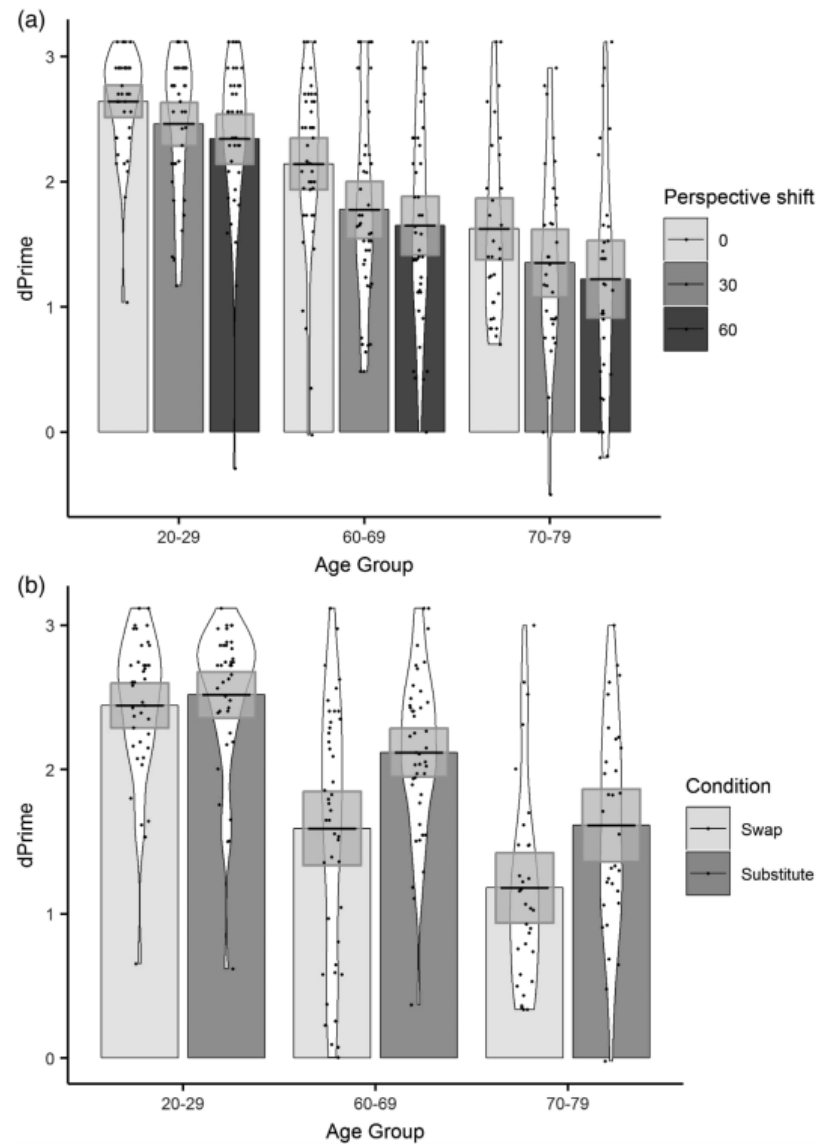 (a)
3
2
1
0
dPrime
20-29
60-69
70-79
Age Group
Perspective shift
0
30
60
(b)
3
2
1
0
dPrime
20-29
60-69
70-79
Age Group
Condition
Swap
Substitute